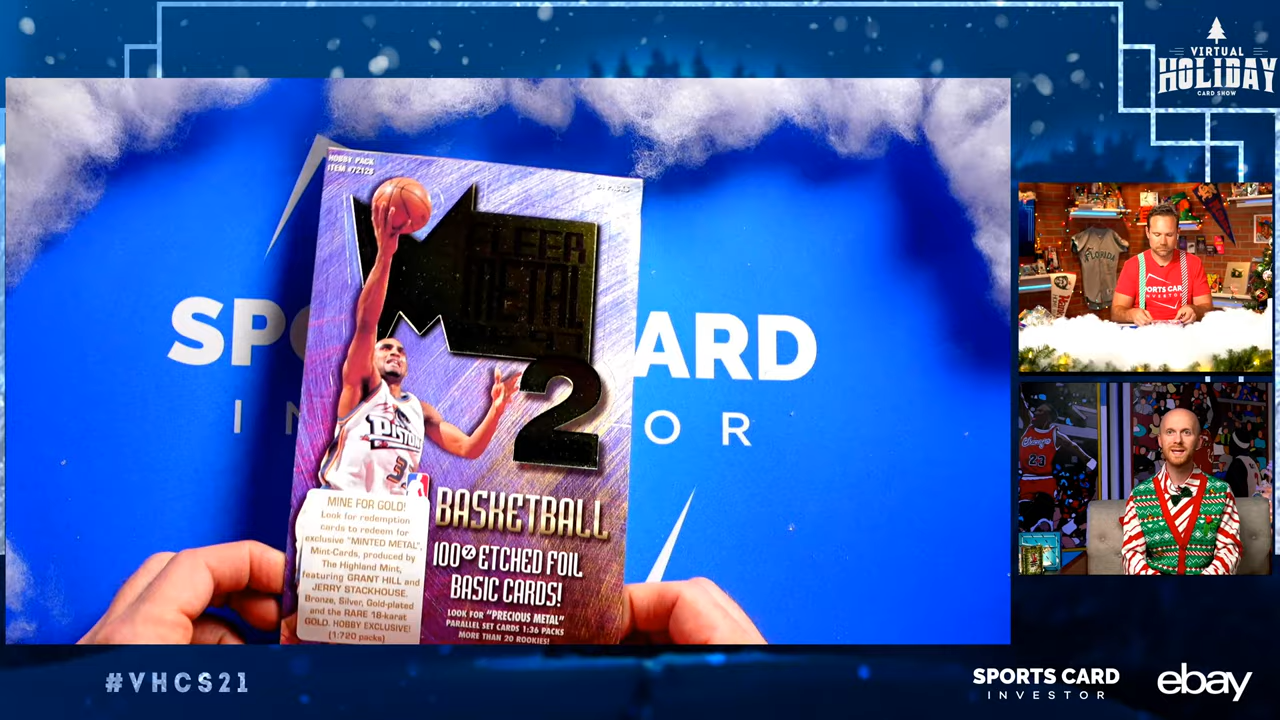 VIRTUAL
HOLIDAY
CARD SHOW
HOBBY PACK
ITEM #72129
FLEER
METAL
2
PISTONS
3
BASKETBALL
100% ETCHED FOIL
BASIC CARDS!
LOOK FOR "PRECIOUS METAL"
PARALLEL SET CARDS 1:36 PACKS
MORE THAN 20 ROOKIES!
MINE FOR GOLD!
Look for redemption
cards to redeem for
exclusive "MINTED METAL",
Mint-Cards, produced by
The Highland Mint,
featuring GRANT HILL and
JERRY STACKHOUSE.
Bronze, Silver, Gold-plated
and the RARE 18-karat
GOLD. HOBBY EXCLUSIVE!
(1:720 packs)
SPO ARD
IN OR
FLORIDA
SPORTS CARD
INVESTOR
23
#VHCS21
SPORTS CARD
INVESTOR
ebay